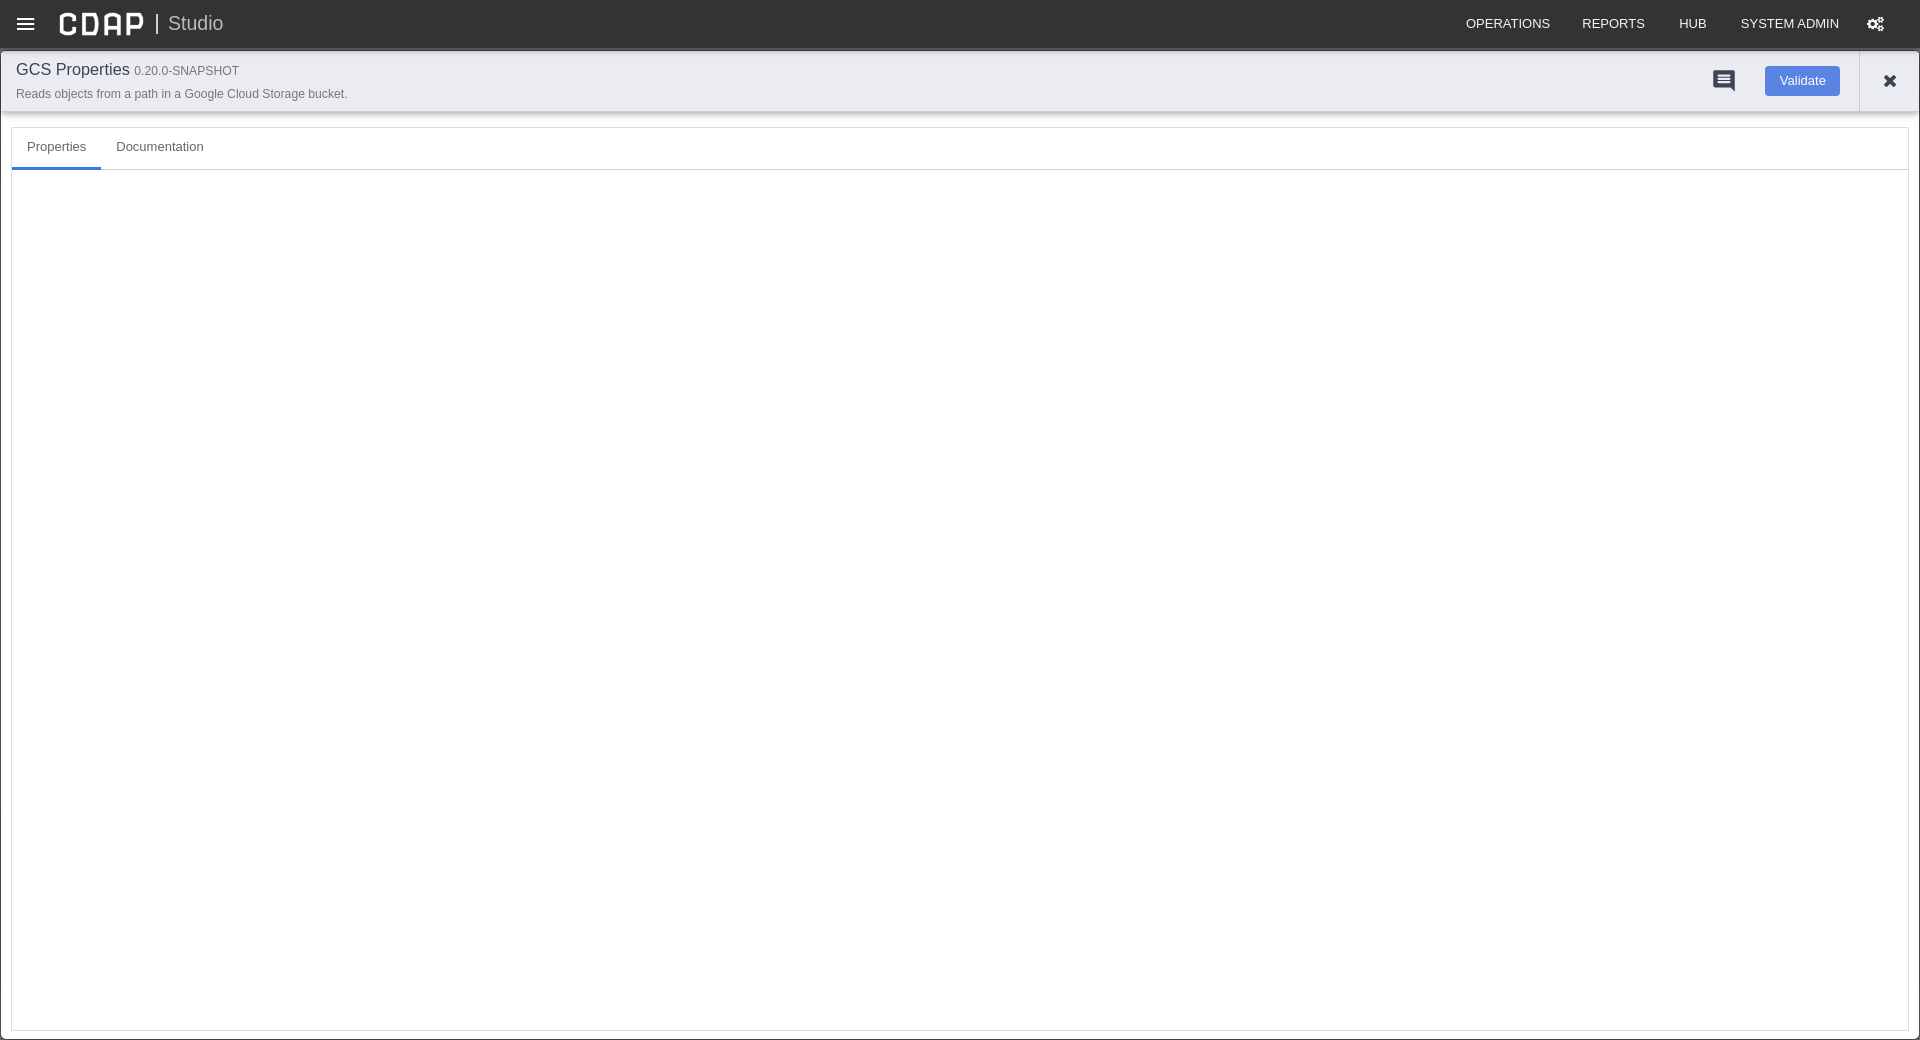 CDAP | Studio
OPERATIONS
REPORTS
HUB
SYSTEM ADMIN
GCS Properties 0.20.0-SNAPSHOT
Reads objects from a path in a Google Cloud Storage bucket.
Validate
Properties
Documentation